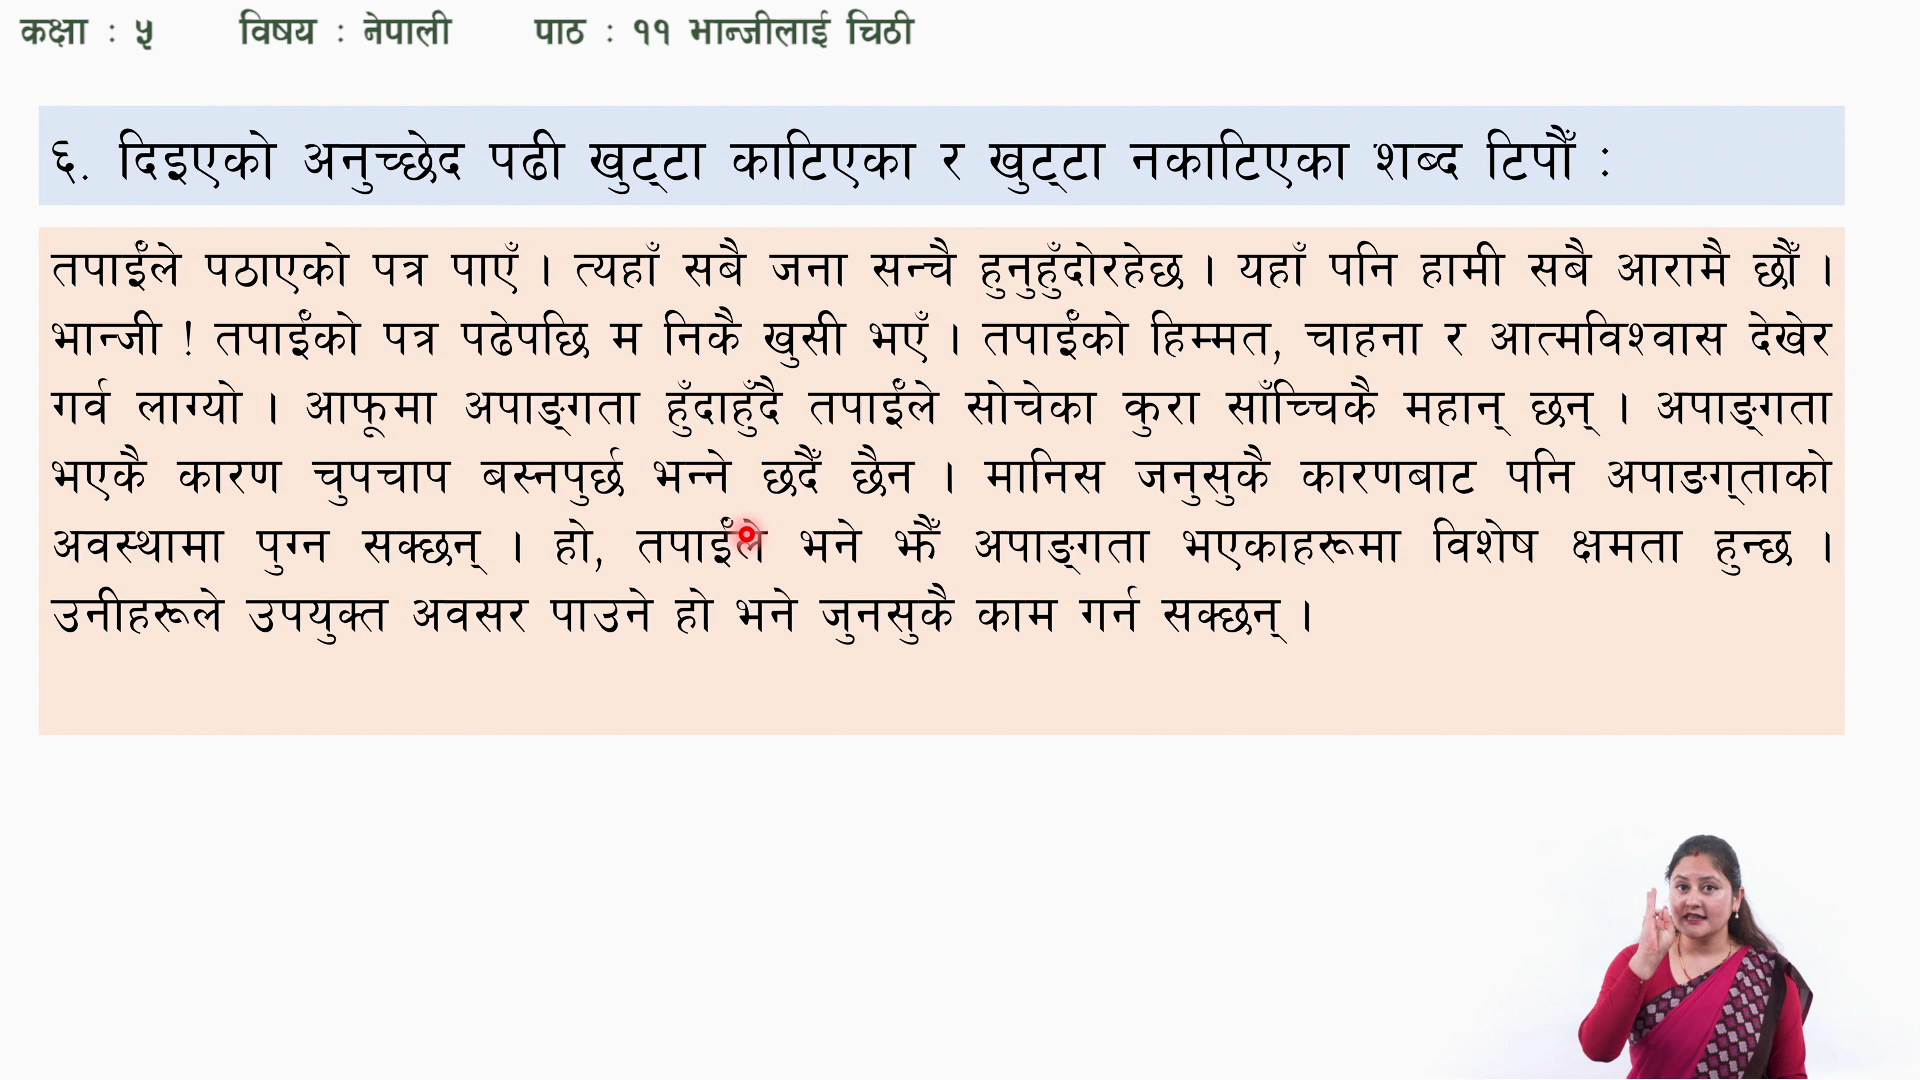 कक्षा : ५ विषय : नेपाली पाठ : ११ भान्जीलाई चिठी
६. दिइएको अनुच्छेद पढी खुट्टा काटिएका र खुट्टा नकाटिएका शब्द टिपौँ :
तपाईंले पठाएको पत्र पाएँ । त्यहाँ सबै जना सन्चै हुनुहुँदोरहेछ । यहाँ पनि हामी सबै आरामै छौँ ।
भान्जी ! तपाईंको पत्र पढेपछि म निकै खुसी भएँ । तपाईंको हिम्मत, चाहना र आत्मविश्वास देखेर
गर्व लाग्यो । आफूमा अपाङ्गता हुँदाहुँदै तपाईंले सोचेका कुरा साँच्चिकै महान् छन् । अपाङ्गता
भएकै कारण चुपचाप बस्नपुर्छ भन्ने छदैँ छैन । मानिस जनुसुकै कारणबाट पनि अपाङग्ताको
अवस्थामा पुग्न सक्छन् । हो, तपाईंले भने झैँ अपाङ्गता भएकाहरूमा विशेष क्षमता हुन्छ ।
उनीहरूले उपयुक्त अवसर पाउने हो भने जुनसुकै काम गर्न सक्छन् ।